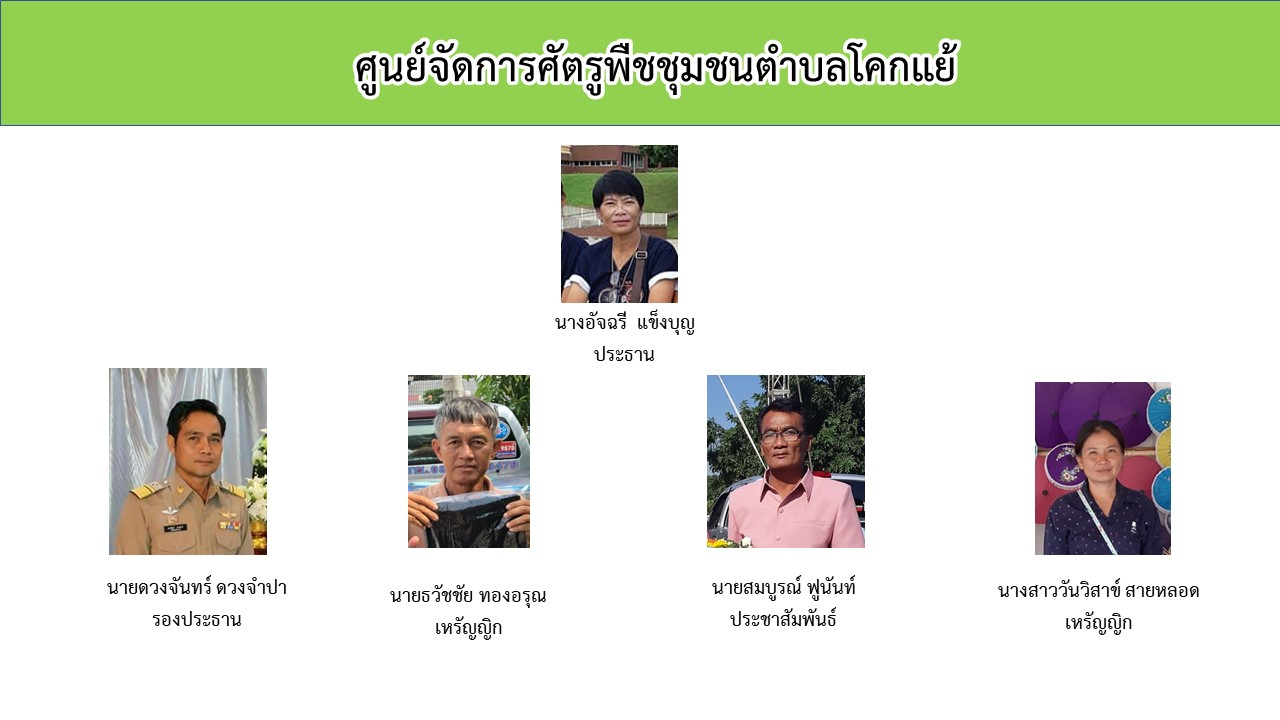 ศูนย์จัดการศัตรูพืชชุมชนตำบลโคกแย้
นางอัจฉรี แข็งบุญ
ประธาน
นายดวงจันทร์ ดวงจำปา
รองประธาน
นายธวัชชัย ทองอรุณ
เหรัญญิก
นายสมบูรณ์ ฟูนันท์
ประชาสัมพันธ์
นางสาววันวิสาข์ สายหลอด
เหรัญญิก